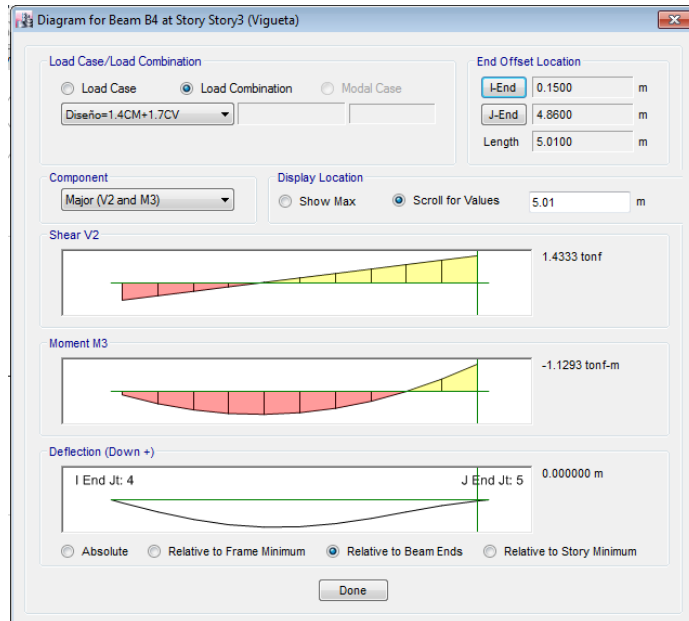 Diagram for Beam B4 at Story Story3 (Vigueta)
Load Case/Load Combination
Load Case Load Combination Modal Case
Diseño=1.4CM+1.7CV
End Offset Location
I-End 0.1500 m
J-End 4.8600 m
Length 5.0100 m
Component
Major (V2 and M3)
Display Location
Show Max Scroll for Values 5.01 m
Shear V2
1.4333 tonf
Moment M3
-1.1293 tonf-m
Deflection (Down +)
I End Jt: 4 J End Jt: 5 0.000000 m
Absolute Relative to Frame Minimum Relative to Beam Ends Relative to Story Minimum
Done